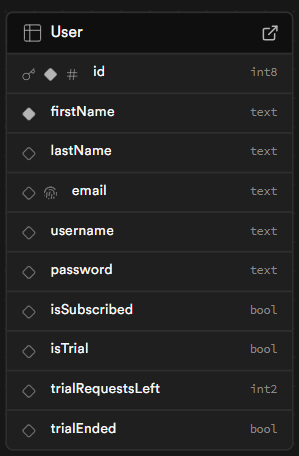 User
# id int8
firstName text
lastName text
email text
username text
password text
isSubscribed bool
isTrial bool
trialRequestsLeft int2
trialEnded bool